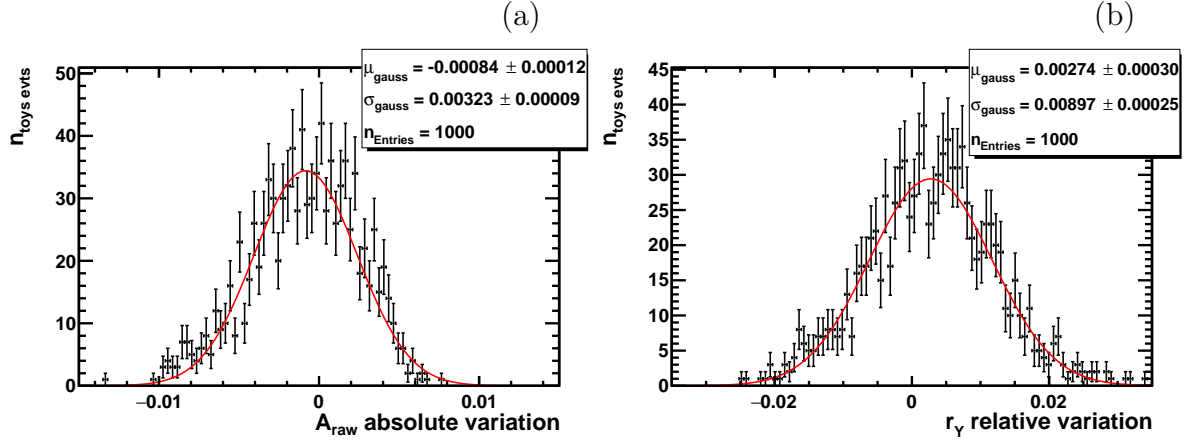 (a)
(b)
μgauss = -0.00084 ± 0.00012
σgauss = 0.00323 ± 0.00009
nEntries = 1000
ntoys evts
50
40
30
20
10
0
−0.01
0
0.01
Araw absolute variation
μgauss = 0.00274 ± 0.00030
σgauss = 0.00897 ± 0.00025
nEntries = 1000
ntoys evts
45
40
35
30
25
20
15
10
5
0
−0.02
0
0.02
rY relative variation